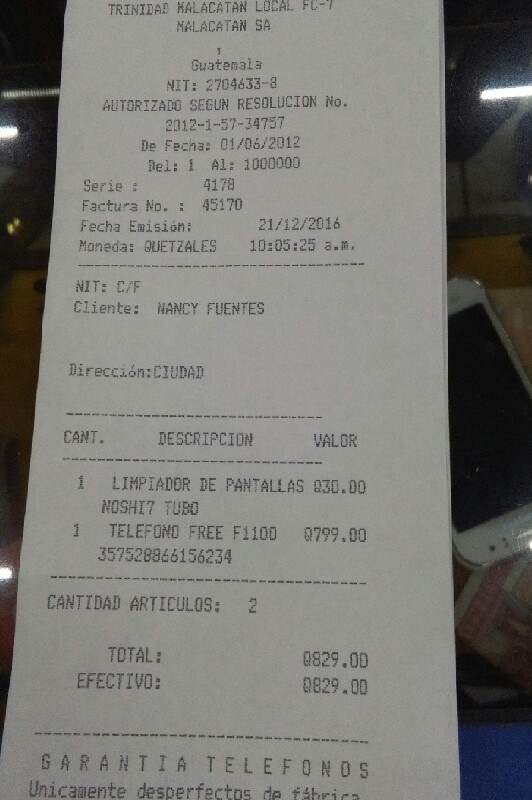 TRINIDAD MALACATAN LOCAL FC-7
MALACATAN SA
,
Guatemala
NIT: 2704633-8
AUTORIZADO SEGUN RESOLUCION No.
2012-1-57-34757
De Fecha: 01/06/2012
Del: 1 Al: 1000000
Serie : 4178
Factura No. : 45170
Fecha Emisión: 21/12/2016
Moneda: QUETZALES 10:05:25 a.m.
NIT: C/F
Cliente: NANCY FUENTES
Dirección:CIUDAD
CANT. DESCRIPCION VALOR
1 LIMPIADOR DE PANTALLAS Q30.00
NOSHI7 TUBO
1 TELEFONO FREE F1100 Q799.00
357528866156234
CANTIDAD ARTICULOS: 2
TOTAL: Q829.00
EFECTIVO: Q829.00
GARANTIA TELEFONOS
Unicamente desperfectos de fábrica